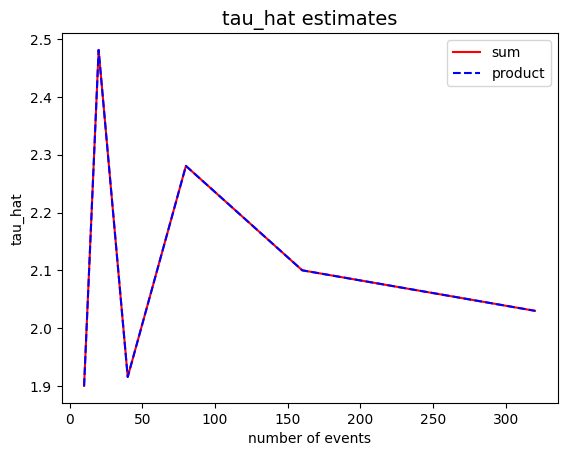 tau_hat estimates
sum
product
2.5
2.4
2.3
2.2
2.1
2.0
1.9
tau_hat
0
50
100
150
200
250
300
number of events